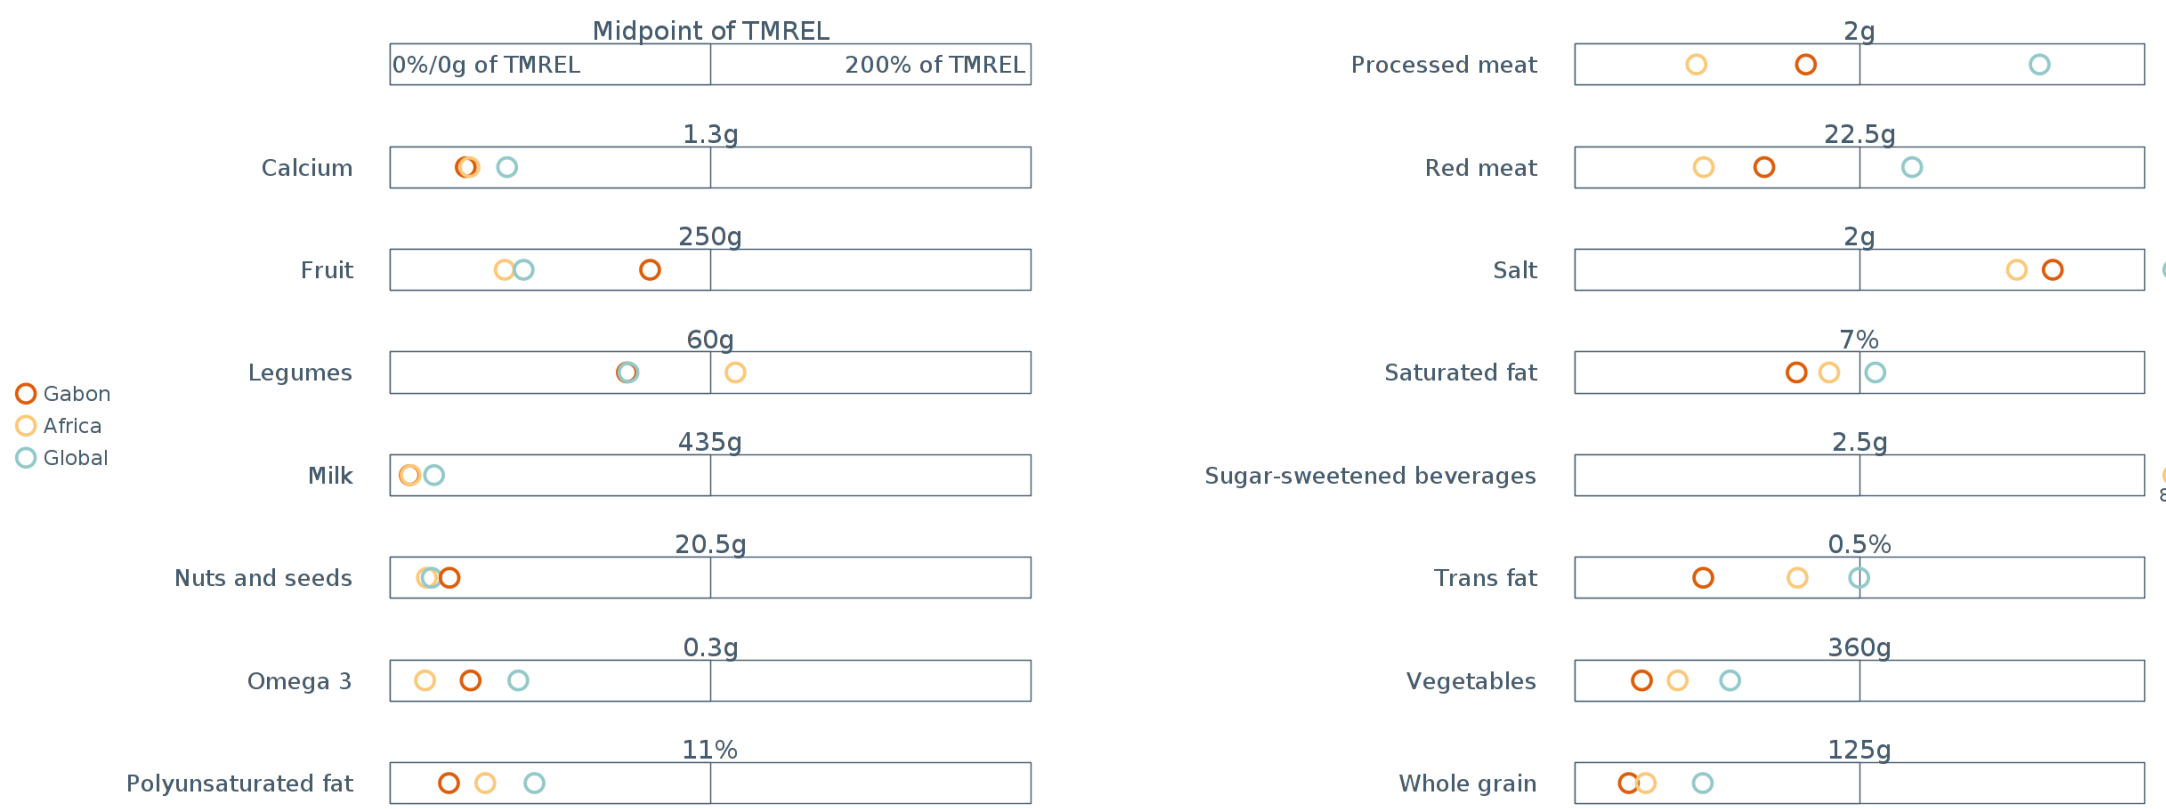 Midpoint of TMREL
0%/0g of TMREL 200% of TMREL
1.3g
Calcium
250g
Fruit
60g
Legumes
435g
Milk
20.5g
Nuts and seeds
0.3g
Omega 3
11%
Polyunsaturated fat
Gabon
Africa
Global
2g
Processed meat
22.5g
Red meat
2g
Salt
7%
Saturated fat
2.5g
Sugar-sweetened beverages
0.5%
Trans fat
360g
Vegetables
125g
Whole grain